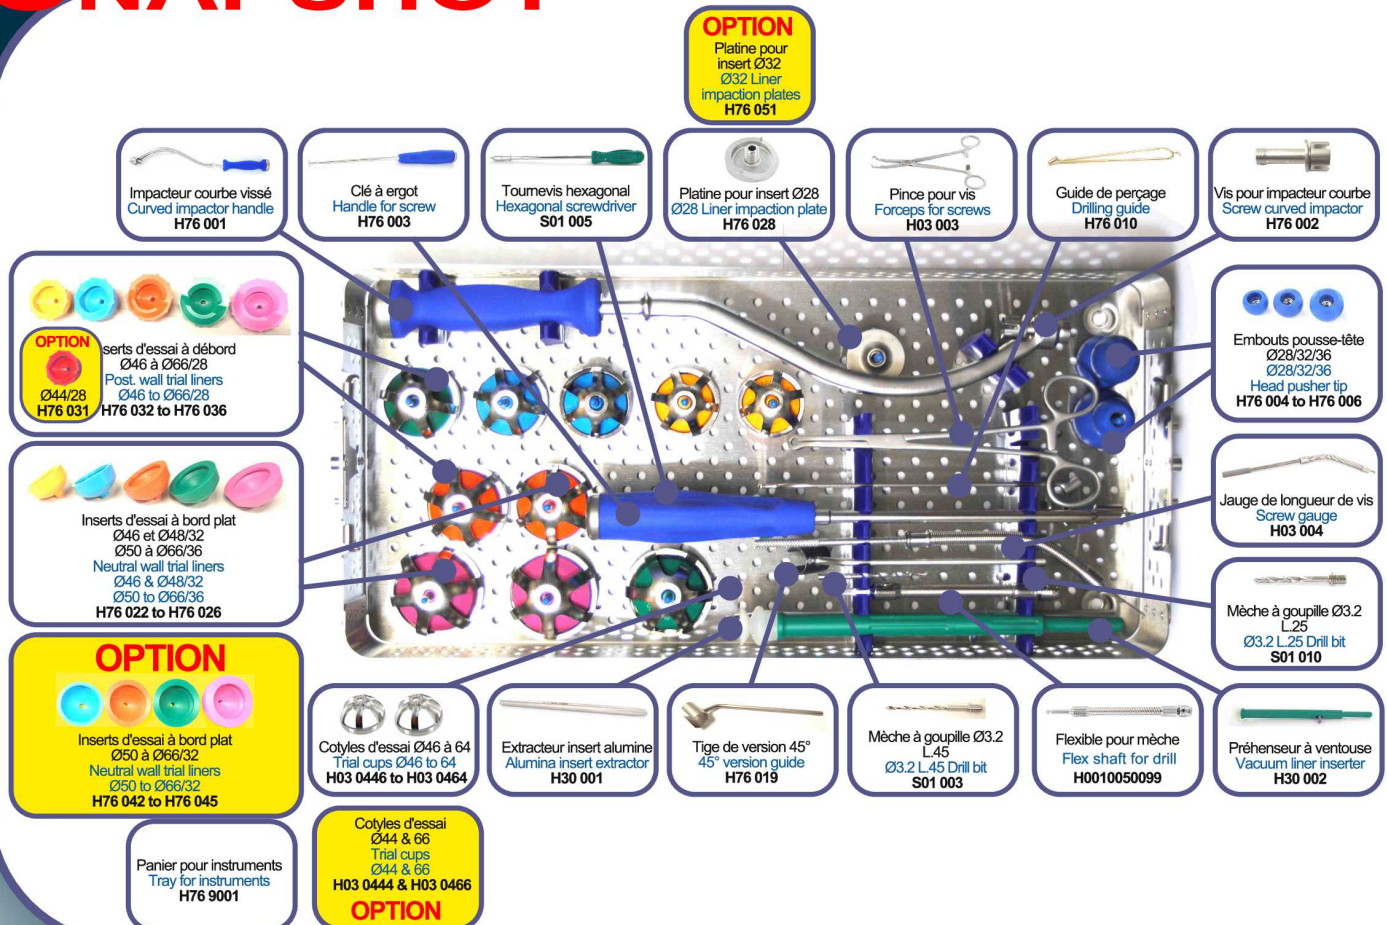 SNAPSHOT
OPTION
Platine pour
insert Ø32
Ø32 Liner
impaction plates
H76 051
Impacteur courbe vissé
Curved impactor handle
H76 001
Clé à ergot
Handle for screw
H76 003
Tournevis hexagonal
Hexagonal screwdriver
S01 005
Platine pour insert Ø28
Ø28 Liner impaction plate
H76 028
Pince pour vis
Forceps for screws
H03 003
Guide de perçage
Drilling guide
H76 010
Vis pour impacteur courbe
Screw curved impactor
H76 002
OPTION
Ø44/28
H76 031
serts d'essai à débord
Ø46 à Ø66/28
Post. wall trial liners
Ø46 to Ø66/28
H76 032 to H76 036
Embouts pousse-tête
Ø28/32/36
Ø28/32/36
Head pusher tip
H76 004 to H76 006
Inserts d'essai à bord plat
Ø46 et Ø48/32
Ø50 à Ø66/36
Neutral wall trial liners
Ø46 & Ø48/32
Ø50 to Ø66/36
H76 022 to H76 026
Jauge de longueur de vis
Screw gauge
H03 004
Mèche à goupille Ø3.2
L.25
Ø3.2 L.25 Drill bit
S01 010
OPTION
Inserts d'essai à bord plat
Ø50 à Ø66/32
Neutral wall trial liners
Ø50 to Ø66/32
H76 042 to H76 045
Cotyles d'essai Ø46 à 64
Trial cups Ø46 to 64
H03 0446 to H03 0464
Extracteur insert alumine
Alumina insert extractor
H30 001
Tige de version 45°
45° version guide
H76 019
Mèche à goupille Ø3.2
L.45
Ø3.2 L.45 Drill bit
S01 003
Flexible pour mèche
Flex shaft for drill
H0010050099
Préhenseur à ventouse
Vacuum liner inserter
H30 002
Panier pour instruments
Tray for instruments
H76 9001
Cotyles d'essai
Ø44 & 66
Trial cups
Ø44 & 66
H03 0444 & H03 0466
OPTION